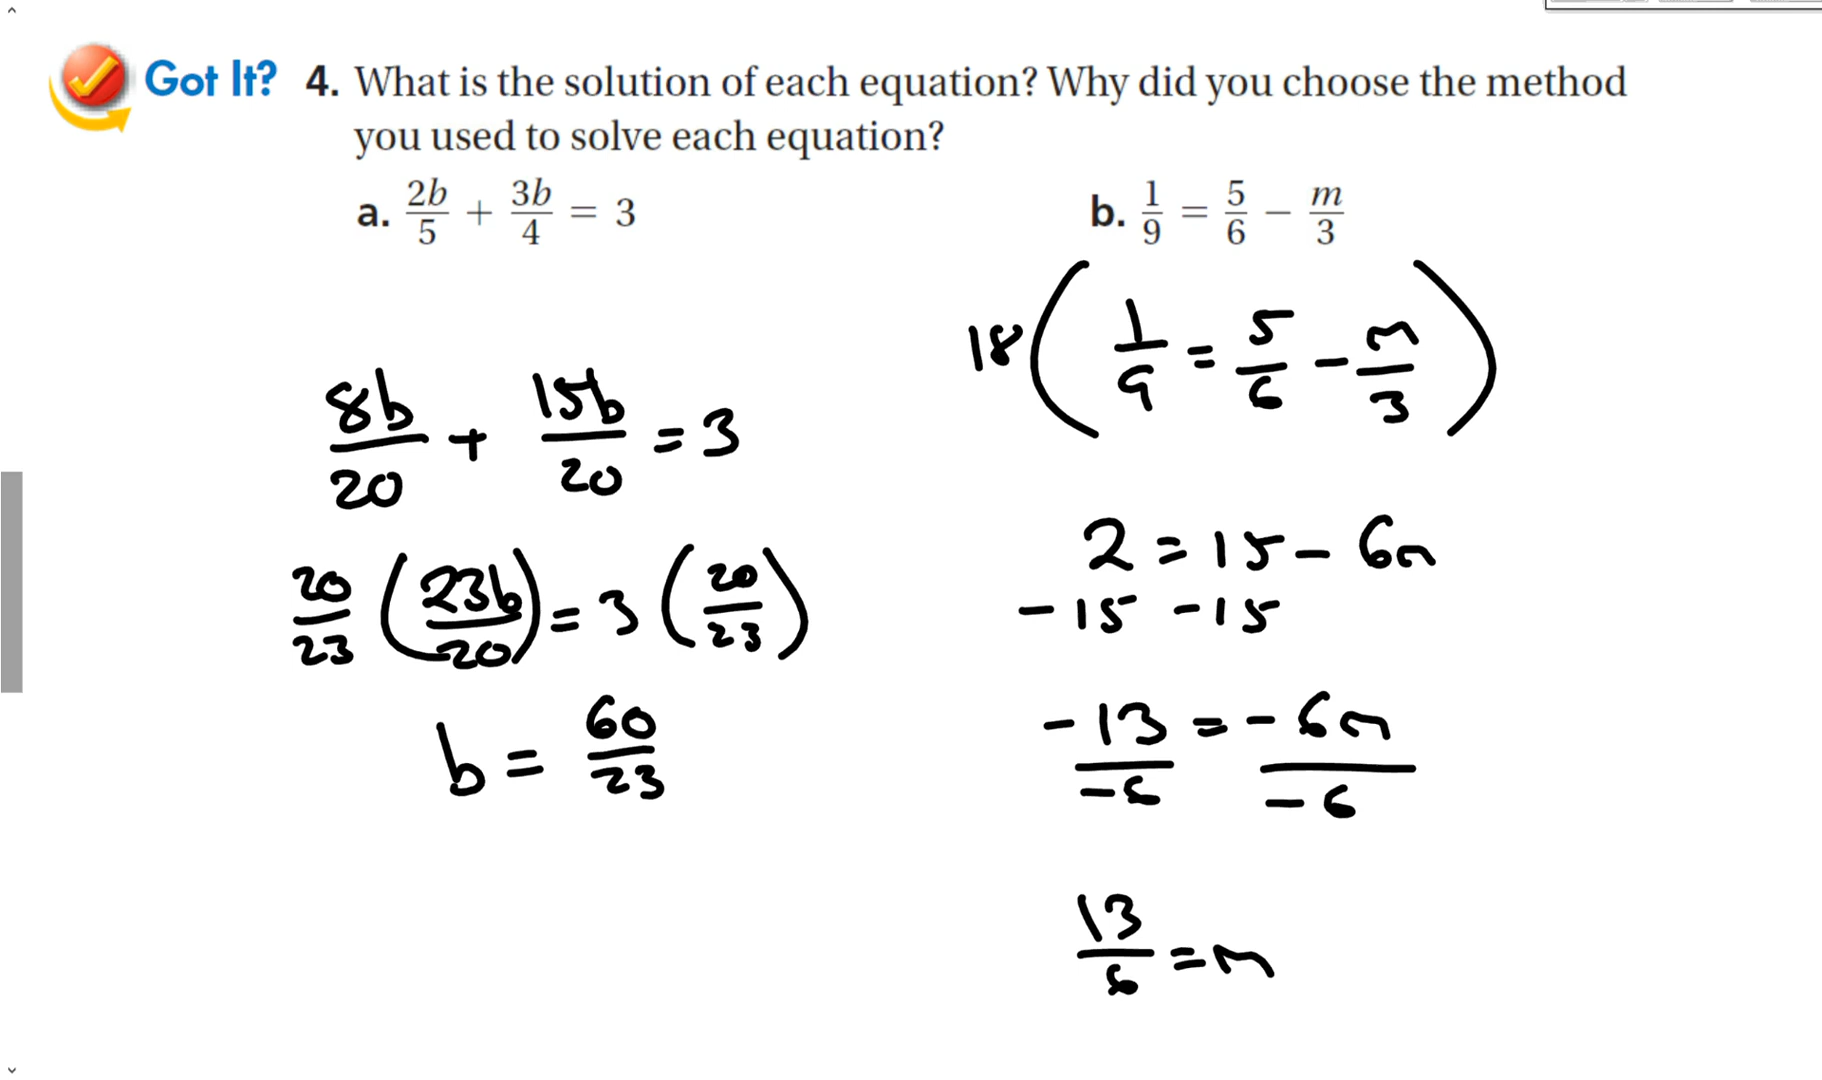 Got It? 4. What is the solution of each equation? Why did you choose the method
you used to solve each equation?
a. 2b/5 + 3b/4 = 3
b. 1/9 = 5/6 − m/3
8b/20 + 15b/20 = 3
20/23 (23b/20) = 3 (20/23)
b = 60/23
18 (1/9 = 5/6 − m/3)
2 = 15 − 6m
−15 −15
−13/−6 = −6m/−6
13/6 = m